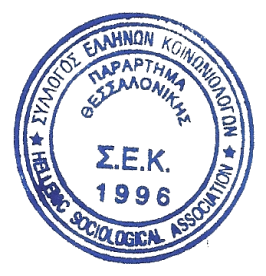 ΣΥΛΛΟΓΟΣ ΕΛΛΗΝΩΝ ΚΟΙΝΩΝΙΟΛΟΓΩΝ
ΠΑΡΑΡΤΗΜΑ
ΘΕΣΣΑΛΟΝΙΚΗΣ
Σ.Ε.Κ.
1996
★ HELLENIC SOCIOLOGICAL ASSOCIATION ★